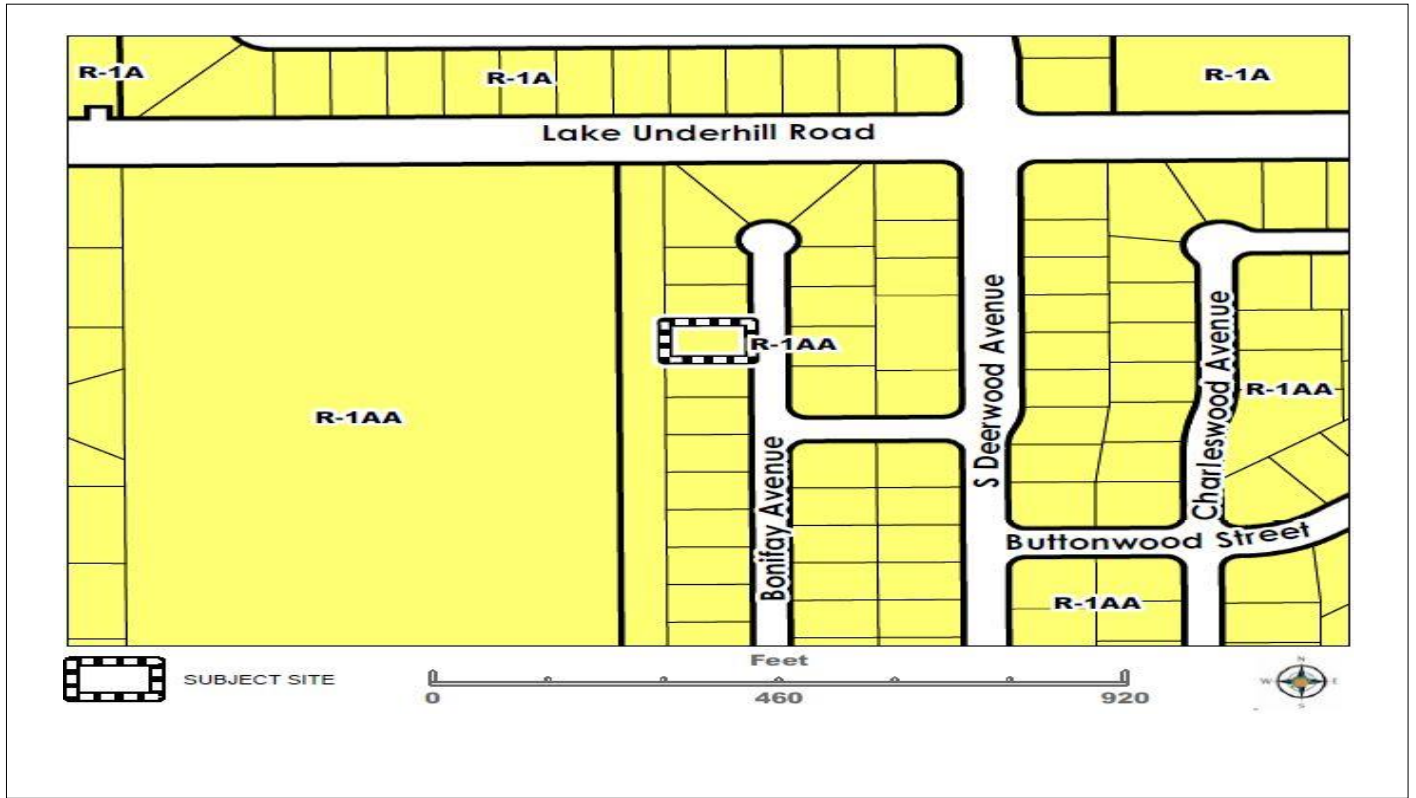 R-1A
R-1A
R-1A
Lake Underhill Road
R-1AA
R-1AA
R-1AA
S Deerwood Avenue
Charleswood Avenue
Bonifay Avenue
Buttonwood Street
R-1AA
SUBJECT SITE
Feet
0
460
920
N
W
E
S